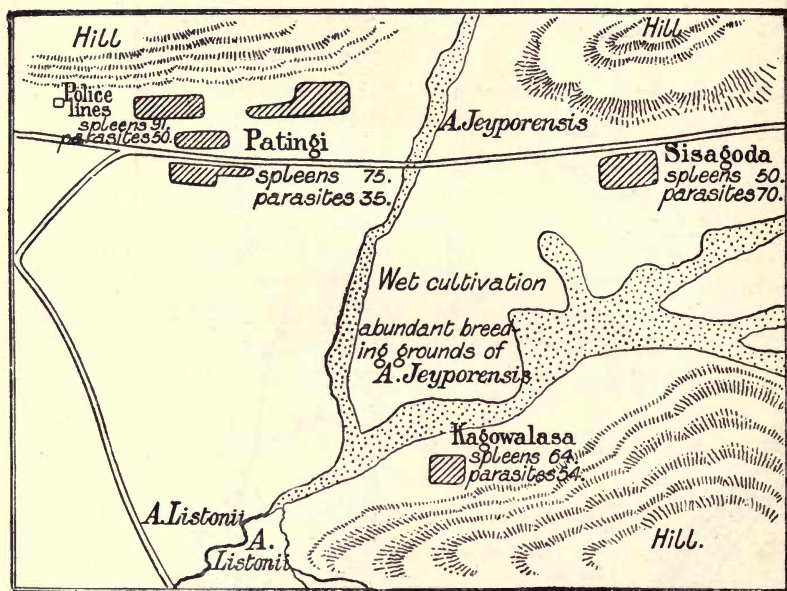 Hill
Hill
Police
lines
spleens 91.
parasites 50.
Patingi
spleens 75.
parasites 35.
A. Jeyporensis
Sisagoda
spleens 50.
parasites 70.
Wet cultivation
abundant breed-
ing grounds of
A. Jeyporensis
Kagowalasa
spleens 64.
parasites 54.
A. Listonii
A.
Listonii
Hill.